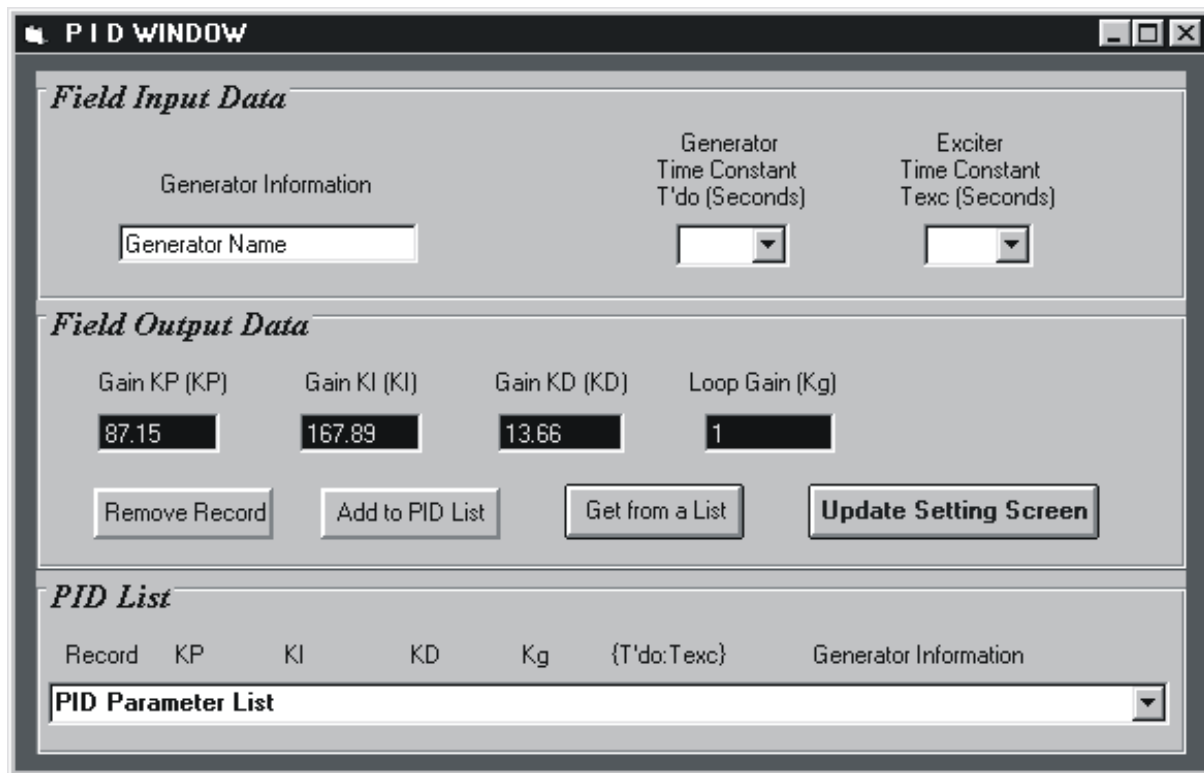 P I D WINDOW
Field Input Data
Generator Information
Generator Name
Generator
Time Constant
T'do (Seconds)
Exciter
Time Constant
Texc (Seconds)
Field Output Data
Gain KP (KP) Gain KI (KI) Gain KD (KD) Loop Gain (Kg)
87.15 167.89 13.66 1
Remove Record Add to PID List Get from a List Update Setting Screen
PID List
Record KP KI KD Kg {T'do:Texc} Generator Information
PID Parameter List